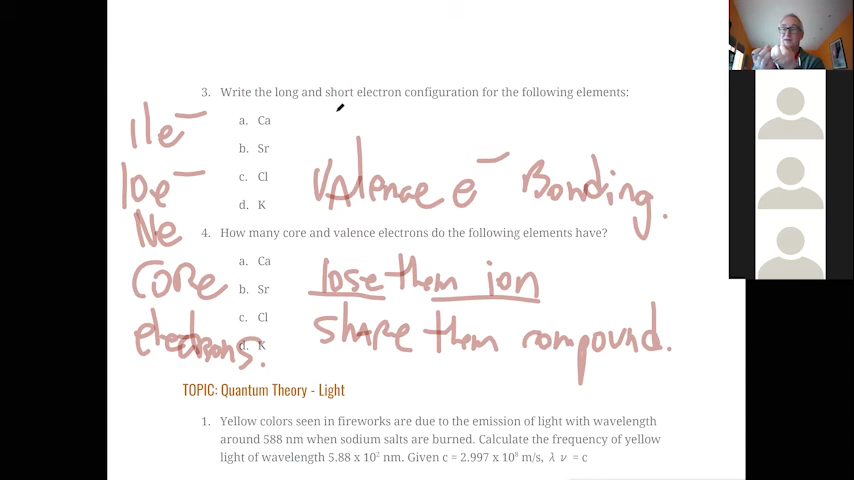 3. Write the long and short electron configuration for the following elements:
a. Ca
b. Sr
c. Cl
d. K
11e⁻
10e⁻
Ne
CORE
electrons.
Valence e⁻ Bonding.
4. How many core and valence electrons do the following elements have?
a. Ca
b. Sr
c. Cl
d. K
lose them ion
share them compound.
TOPIC: Quantum Theory - Light
1. Yellow colors seen in fireworks are due to the emission of light with wavelength
around 588 nm when sodium salts are burned. Calculate the frequency of yellow
light of wavelength 5.88 x 10² nm. Given c = 2.997 x 10⁸ m/s, λ ν = c